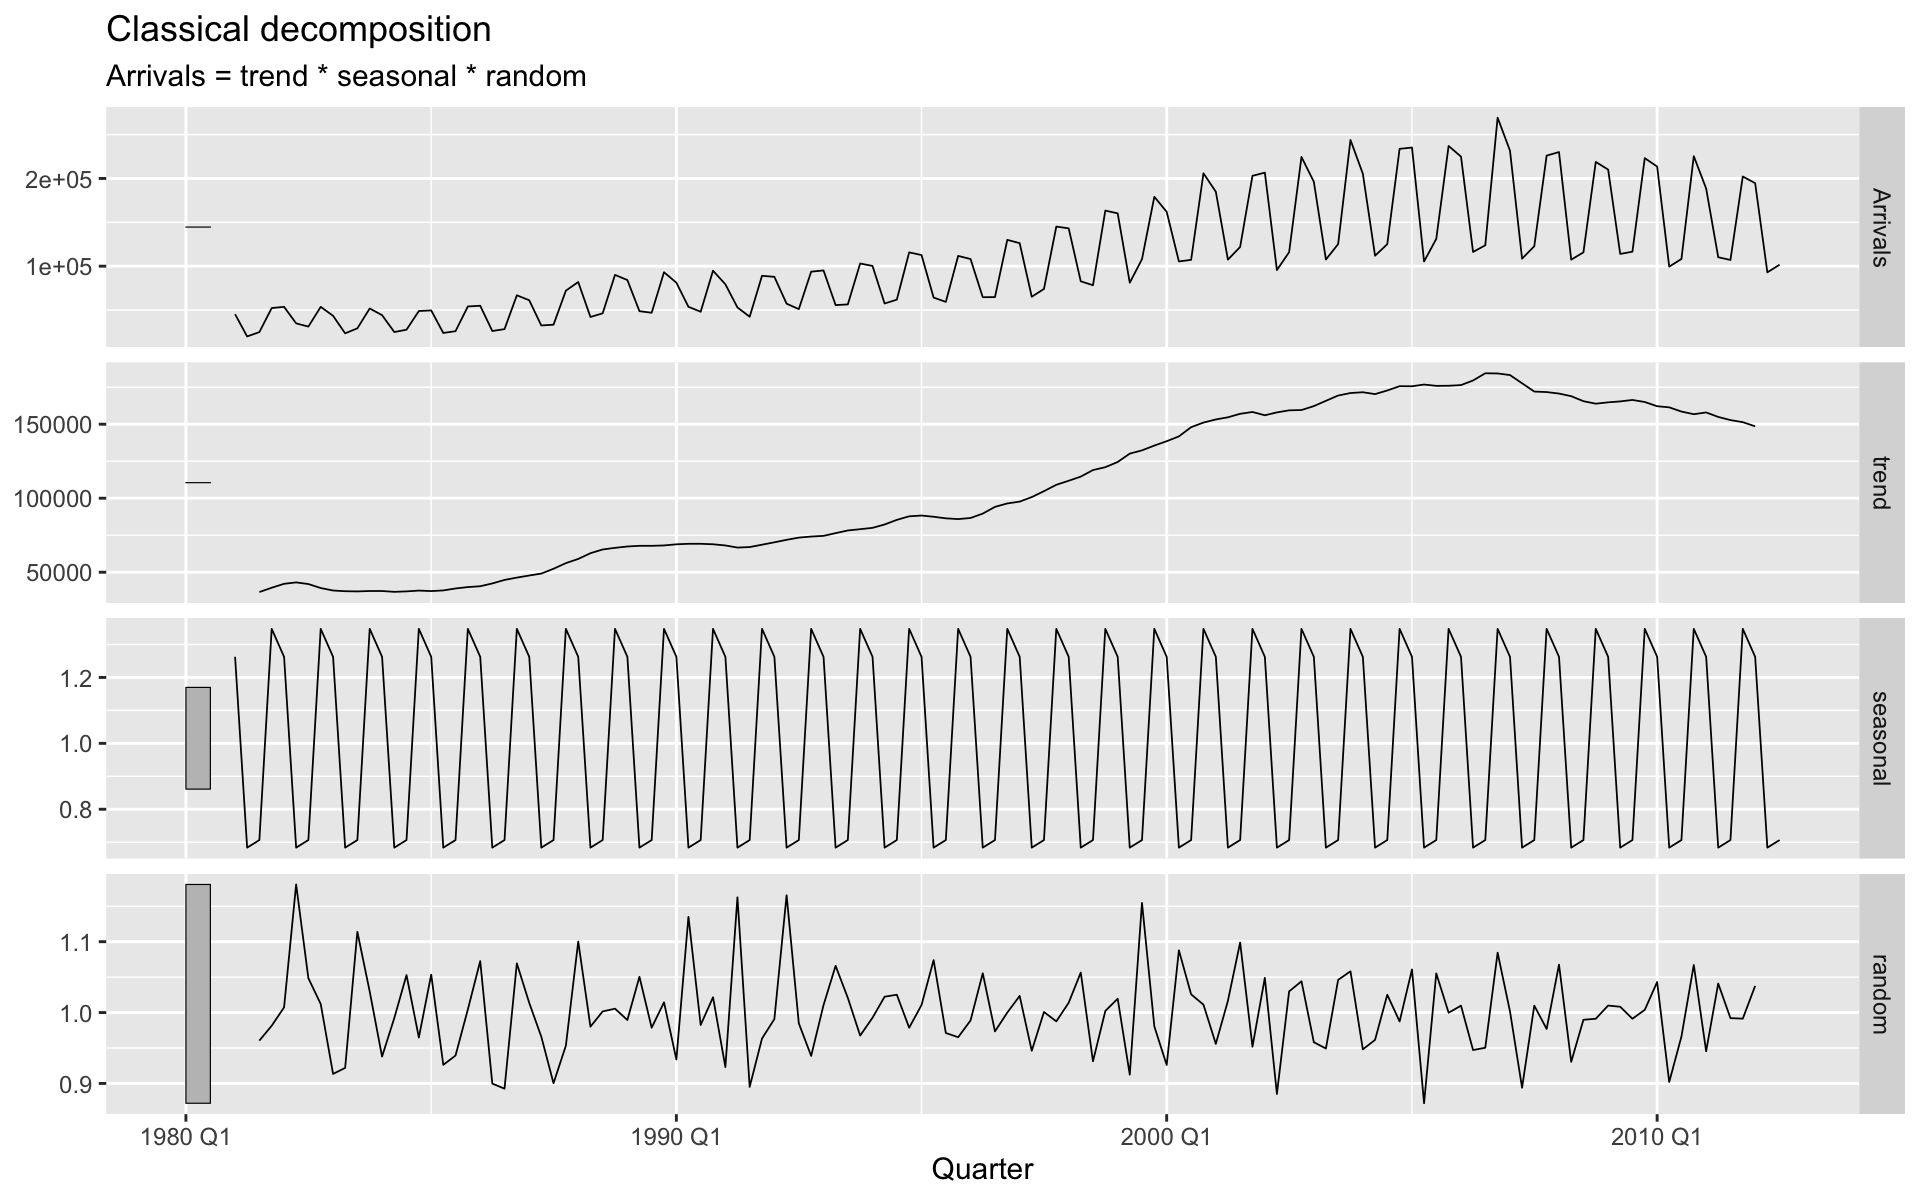 Classical decomposition
Arrivals = trend * seasonal * random
2e+05
1e+05
Arrivals
150000
100000
50000
trend
1.2
1.0
0.8
seasonal
1.1
1.0
0.9
random
1980 Q1 1990 Q1 2000 Q1 2010 Q1
Quarter